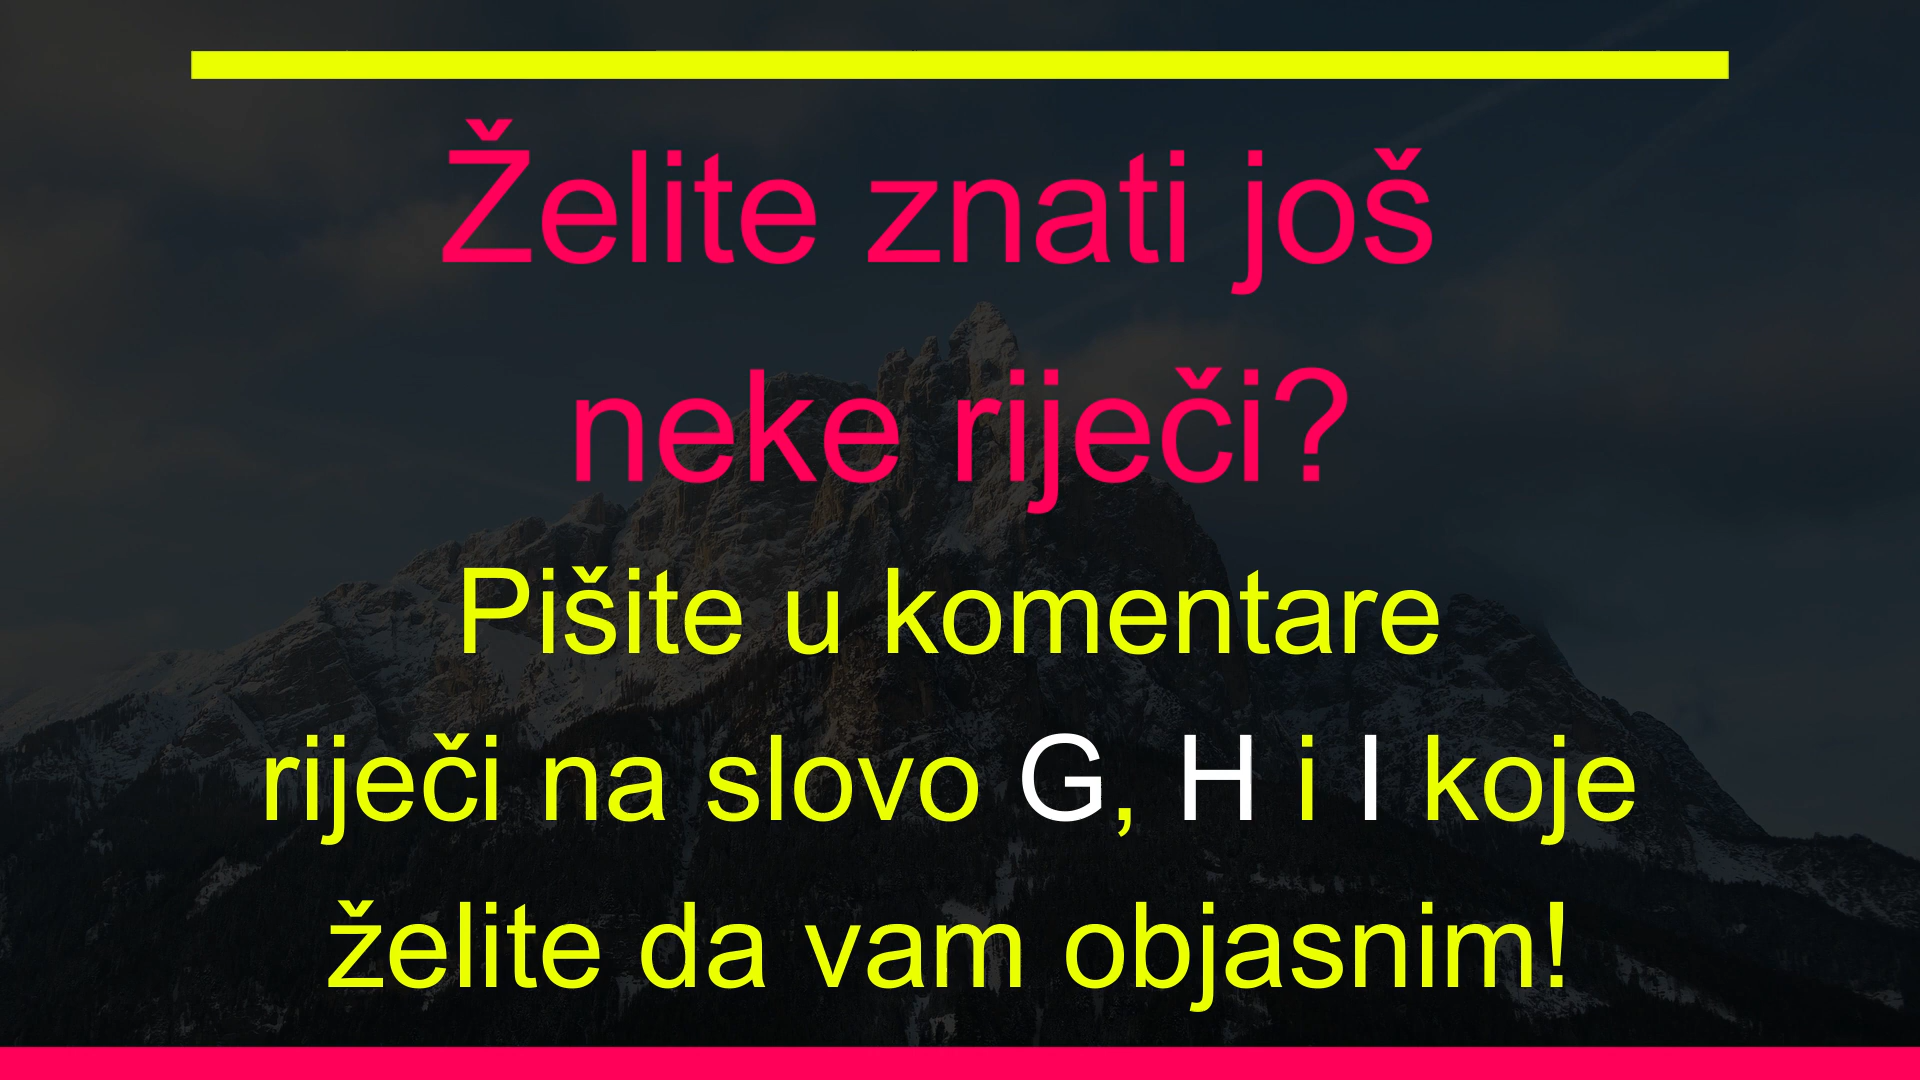 Želite znati još
neke riječi?
Pišite u komentare
riječi na slovo G, H i I koje
želite da vam objasnim!